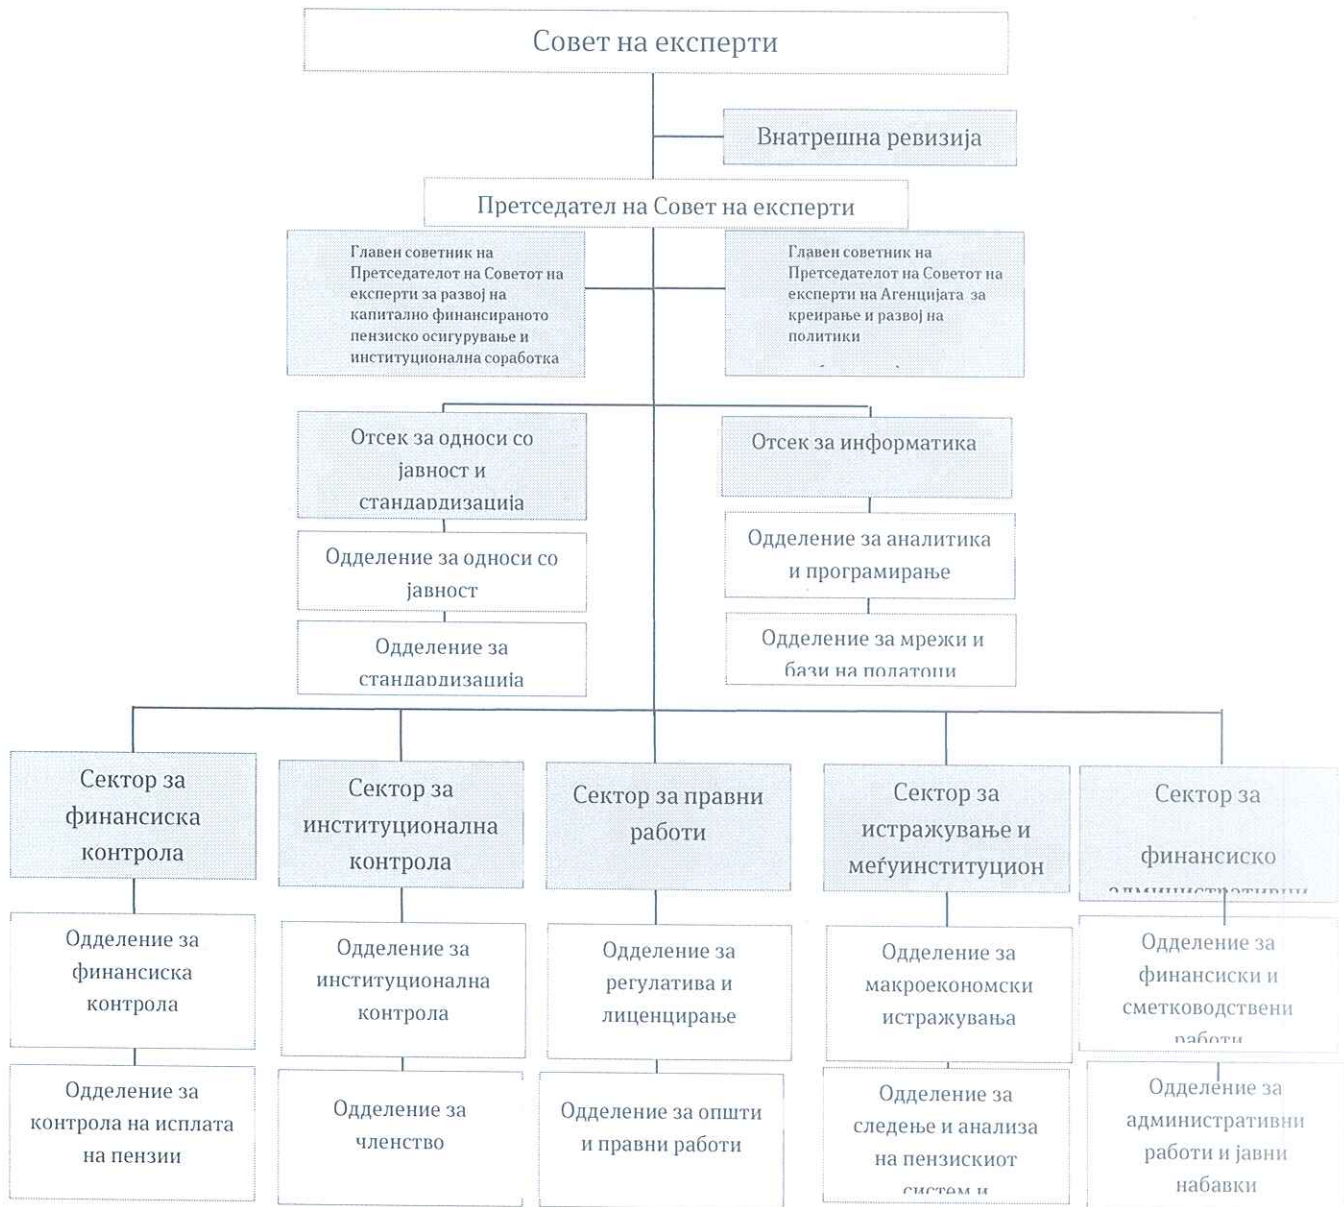 Совет на експерти
Внатрешна ревизија
Претседател на Совет на експерти
Главен советник на
Претседателот на Советот на
експерти за развој на
капитално финансираното
пензиско осигурување и
институционална соработка
Главен советник на
Претседателот на Советот на
експерти на Агенцијата за
креирање и развој на
политики
Отсек за односи со
јавност и
стандардизација
Отсек за информатика
Одделение за односи со
јавност
Одделение за аналитика
и програмирање
Одделение за
стандардизација
Одделение за мрежи и
бази на податоци
Сектор за
финансиска
контрола
Сектор за
институционална
контрола
Сектор за правни
работи
Сектор за
истражување и
меѓуинституцион
Сектор за
финансиско
административни
Одделение за
финансиска
контрола
Одделение за
институционална
контрола
Одделение за
регулатива и
лиценцирање
Одделение за
макроекономски
истражувања
Одделение за
финансиски и
сметководствени
работи
Одделение за
контрола на исплата
на пензии
Одделение за
членство
Одделение за општи
и правни работи
Одделение за
следење и анализа
на пензискиот
систем и
Одделение за
административни
работи и јавни
набавки